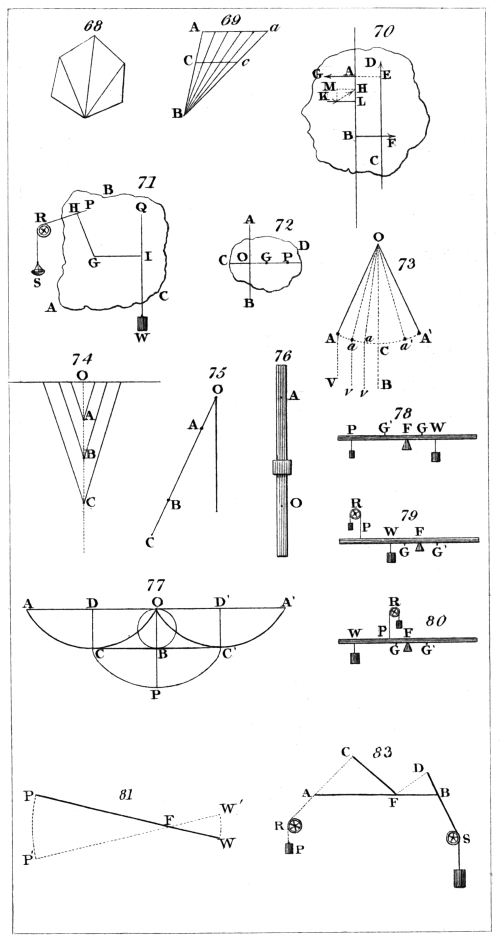 68
69
A a
C c
B
70
G A D E
M H
K L
B F
C
71
B
H P Q
R
G I
S
A C
W
72
A
D
C O G P
B
73
O
A a a C a' A'
V v v B
74
O
A
B
C
75
O
A
B
C
76
A
O
77
A D O D' A'
C B C'
P
78
P G' F G W
79
R
P W F
G G'
80
R
W P F
G G'
81
P W'
F
P' W
83
C D
A F B
R S
P